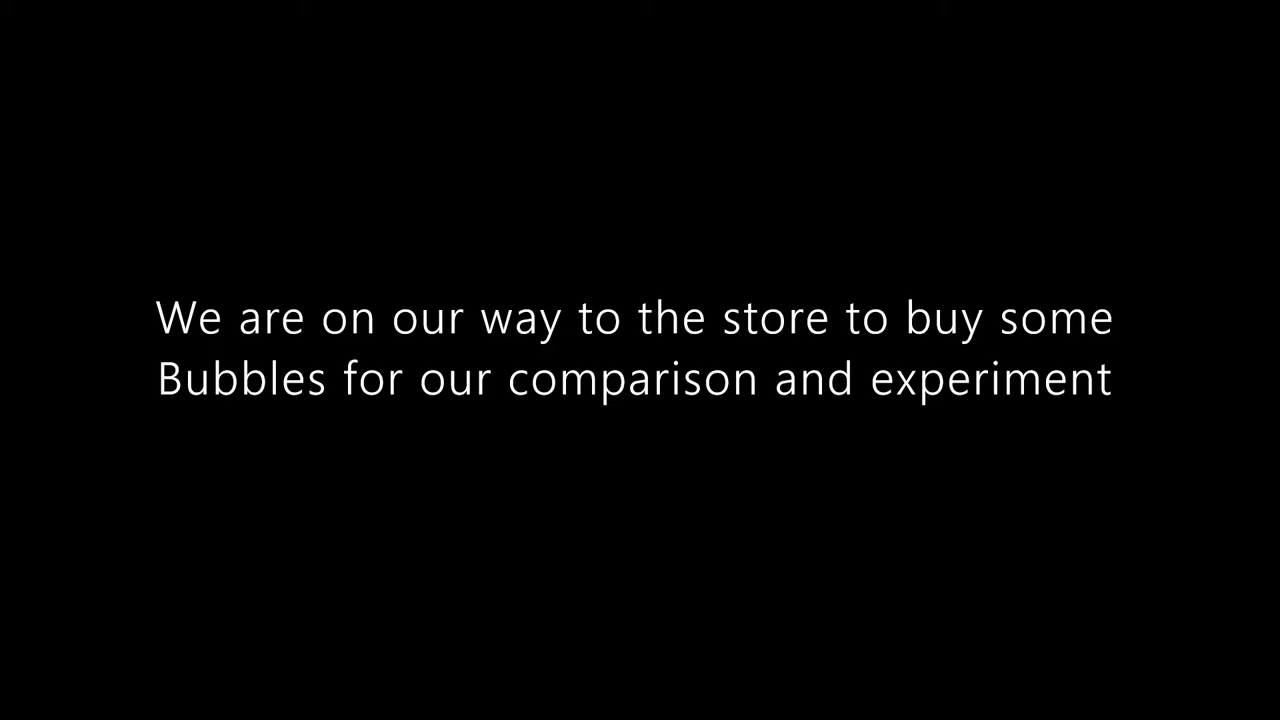 We are on our way to the store to buy some
Bubbles for our comparison and experiment